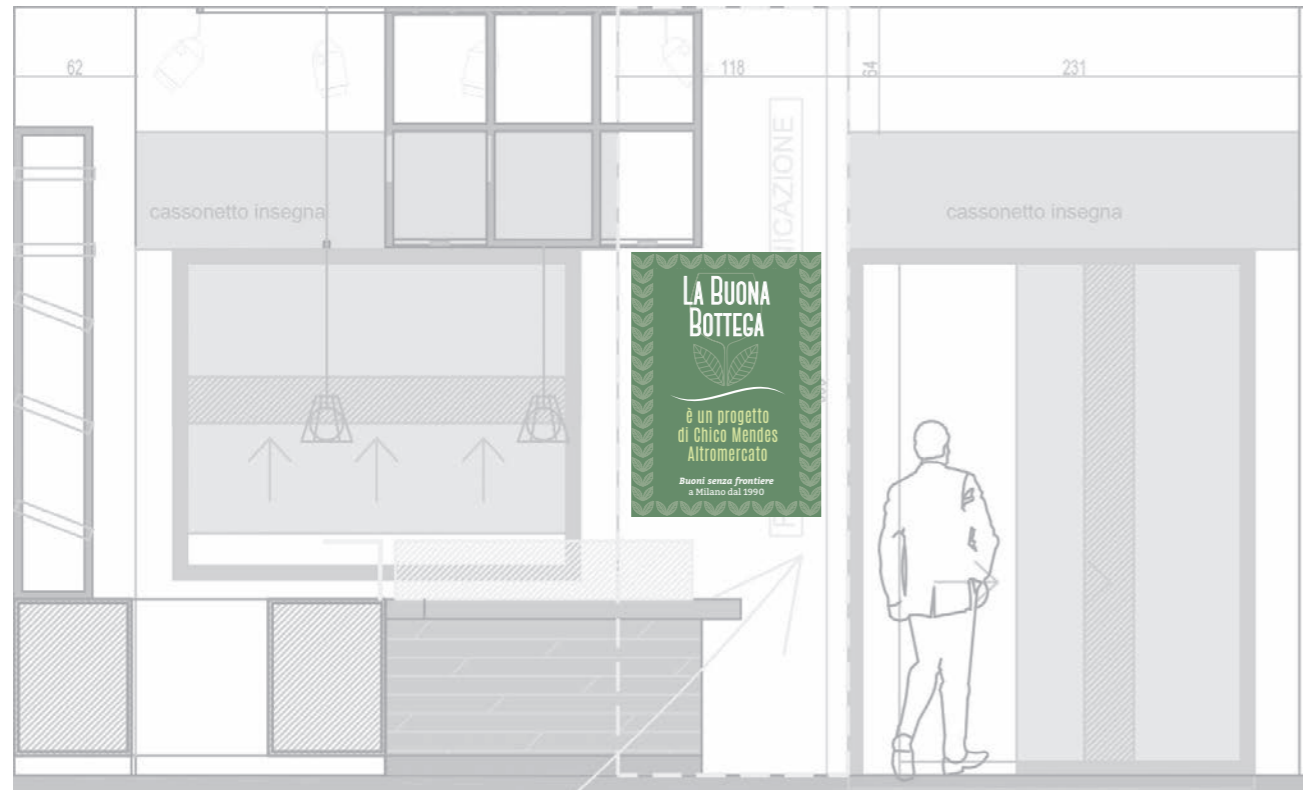 62
118
64
231
cassonetto insegna
cassonetto insegna
LA BUONA
BOTTEGA
è un progetto
di Chico Mendes
Altromercato
Buoni senza frontiere
a Milano dal 1990